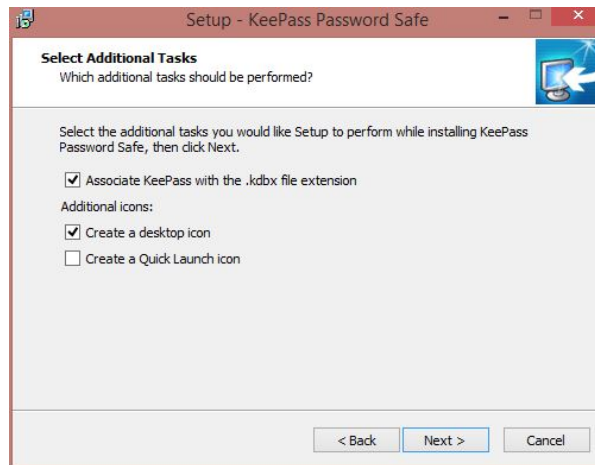 Setup - KeePass Password Safe
Select Additional Tasks
Which additional tasks should be performed?
Select the additional tasks you would like Setup to perform while installing KeePass
Password Safe, then click Next.
Associate KeePass with the .kdbx file extension
Additional icons:
Create a desktop icon
Create a Quick Launch icon
< Back Next > Cancel